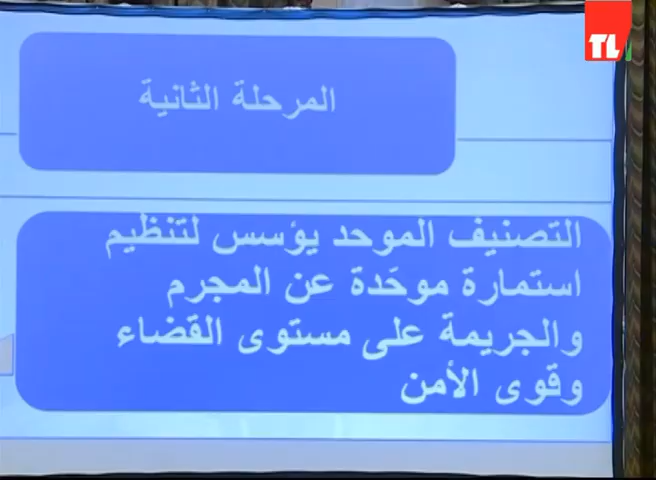 TL
المرحلة الثانية
التصنيف الموحد يؤسس لتنظيم
استمارة موحَدة عن المجرم
والجريمة على مستوى القضاء
وقوى الأمن